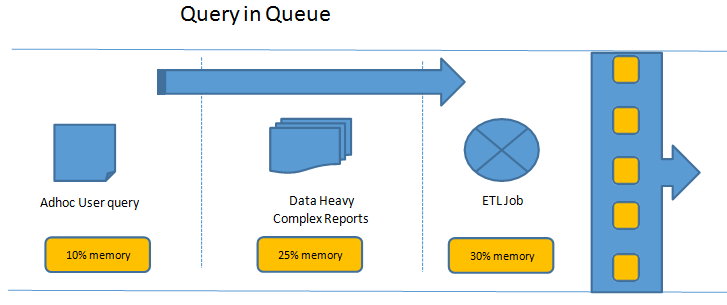 Query in Queue
Adhoc User query
Data Heavy
Complex Reports
ETL Job
10% memory
25% memory
30% memory